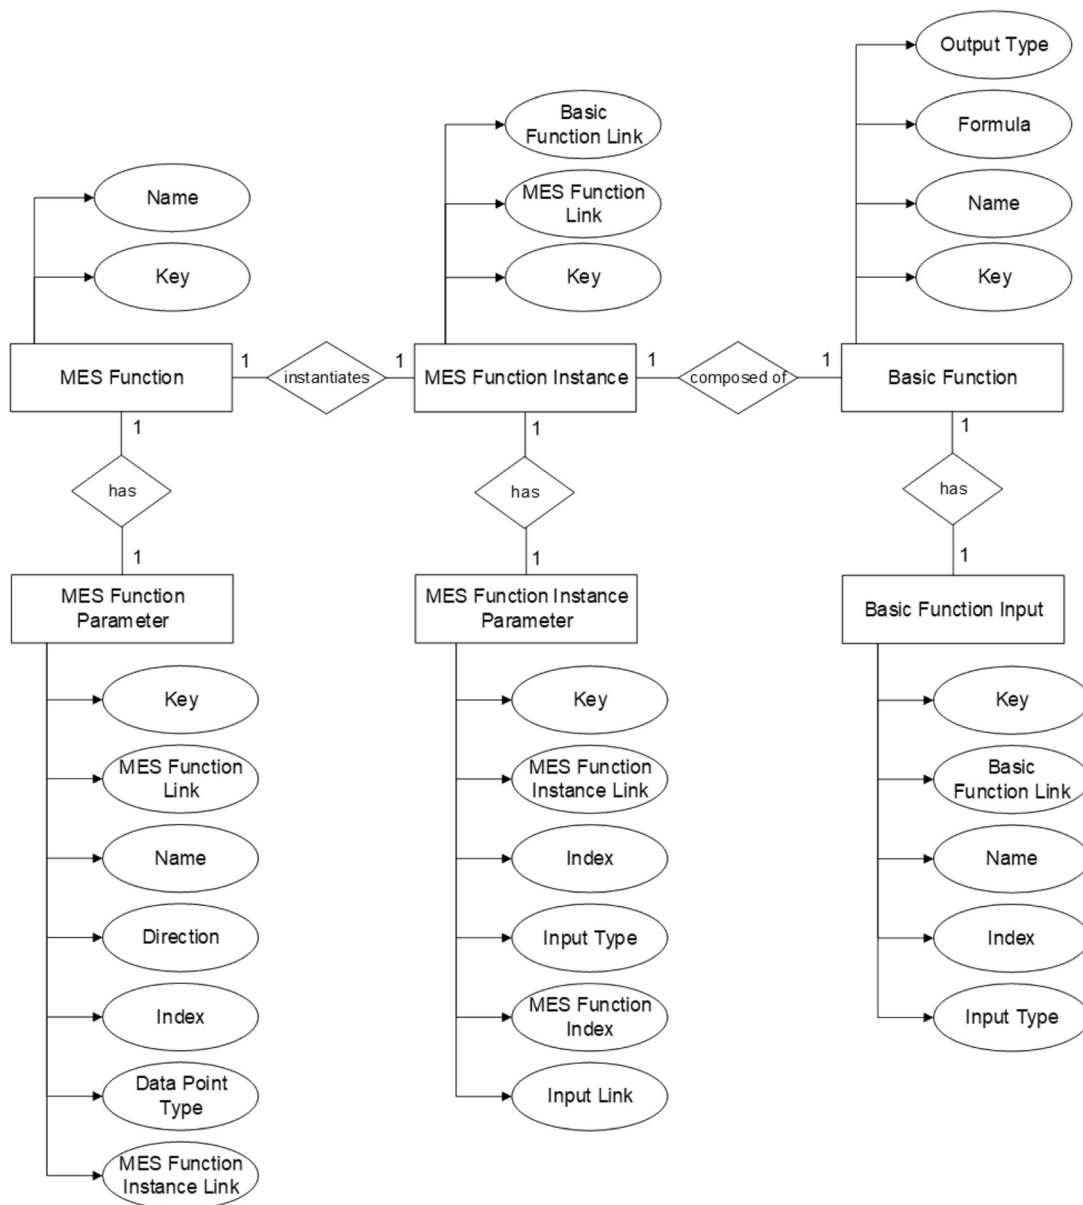 Output Type
Basic
Function Link
Formula
Name
MES Function
Link
Name
Key
Key
Key
1
instantiates
1
1
composed of
1
MES Function
MES Function Instance
Basic Function
1
1
1
has
has
has
1
1
1
MES Function
Parameter
MES Function Instance
Parameter
Basic Function Input
Key
MES Function
Link
Name
Direction
Index
Data Point
Type
MES Function
Instance Link
Key
MES Function
Instance Link
Index
Input Type
MES Function
Index
Input Link
Key
Basic
Function Link
Name
Index
Input Type